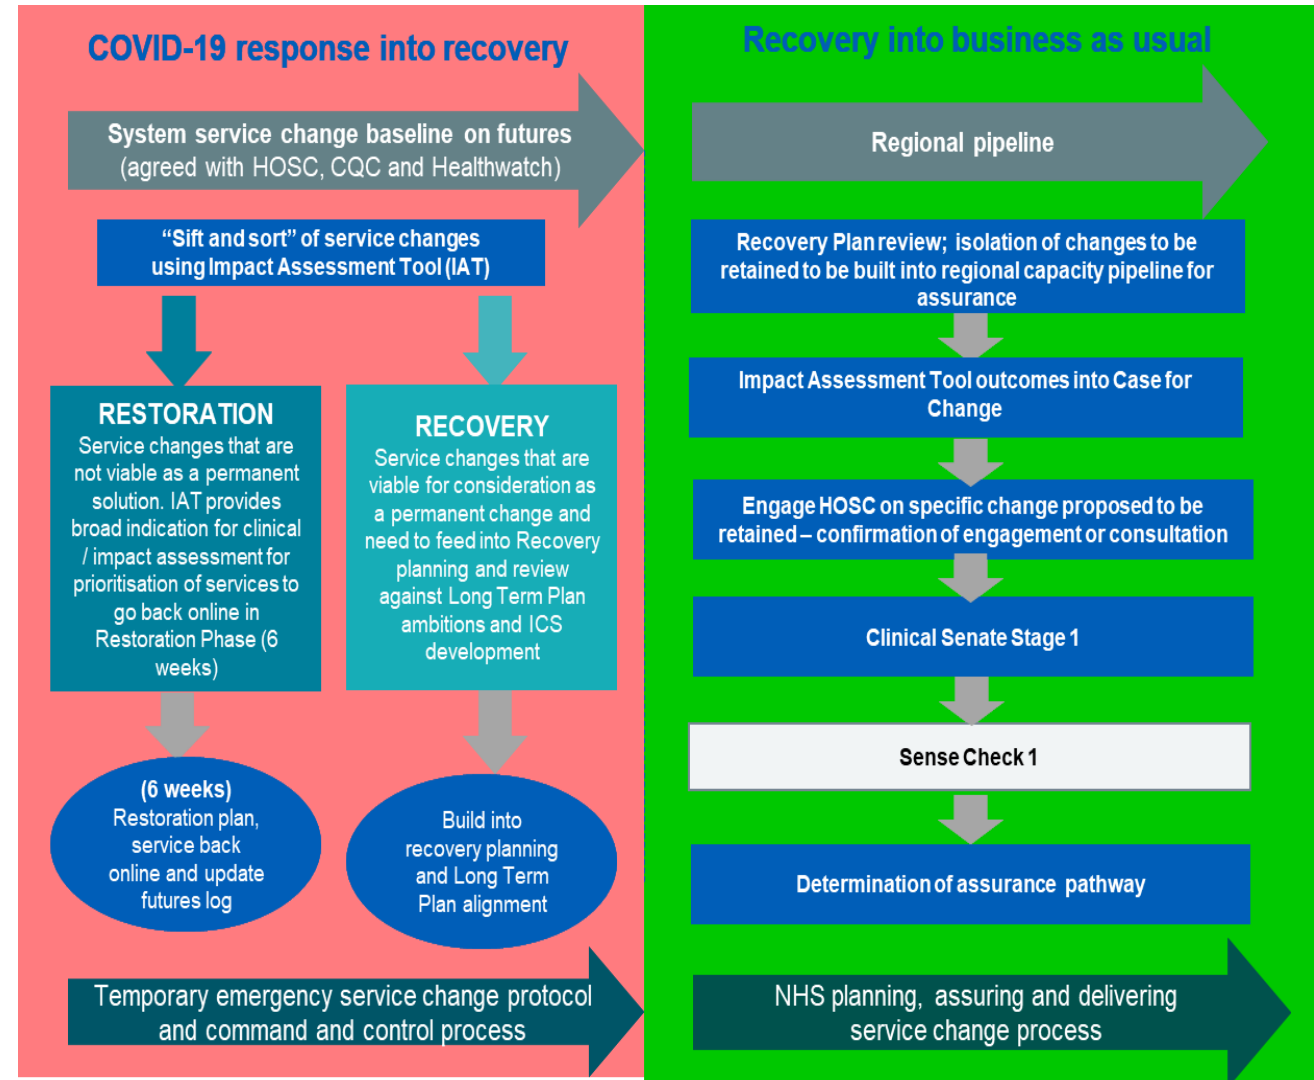 COVID-19 response into recovery
System service change baseline on futures
(agreed with HOSC, CQC and Healthwatch)
“Sift and sort” of service changes
using Impact Assessment Tool (IAT)
RESTORATION
Service changes that are
not viable as a permanent
solution. IAT provides
broad indication for clinical
/ impact assessment for
prioritisation of services to
go back online in
Restoration Phase (6
weeks)
RECOVERY
Service changes that are
viable for consideration as
a permanent change and
need to feed into Recovery
planning and review
against Long Term Plan
ambitions and ICS
development
(6 weeks)
Restoration plan,
service back
online and update
futures log
Build into
recovery planning
and Long Term
Plan alignment
Temporary emergency service change protocol
and command and control process
Recovery into business as usual
Regional pipeline
Recovery Plan review; isolation of changes to be
retained to be built into regional capacity pipeline for
assurance
Impact Assessment Tool outcomes into Case for
Change
Engage HOSC on specific change proposed to be
retained – confirmation of engagement or consultation
Clinical Senate Stage 1
Sense Check 1
Determination of assurance pathway
NHS planning, assuring and delivering
service change process